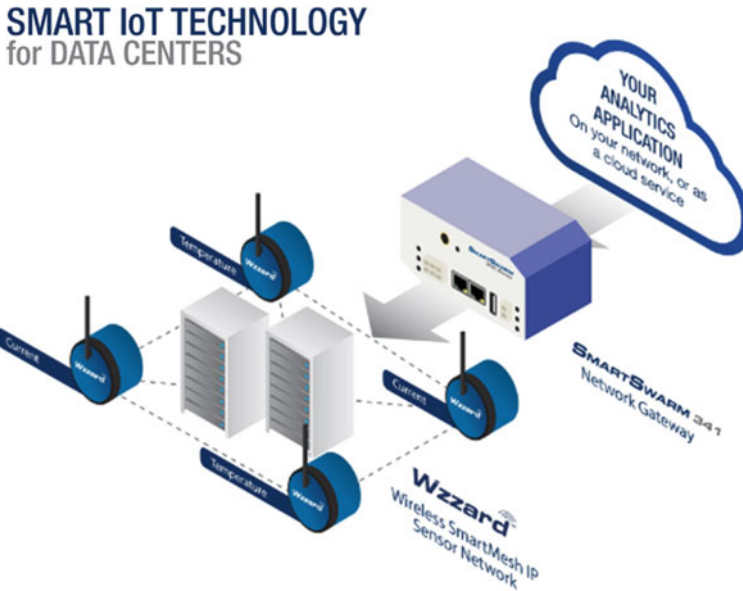 SMART IoT TECHNOLOGY
for DATA CENTERS
YOUR
ANALYTICS
APPLICATION
On your network, or as
a cloud service
SMARTSWARM
Temperature
Wzzard
Current
Wzzard
Current
Wzzard
Temperature
Wzzard
SMARTSWARM 341
Network Gateway
Wzzard
Wireless SmartMesh IP
Sensor Network